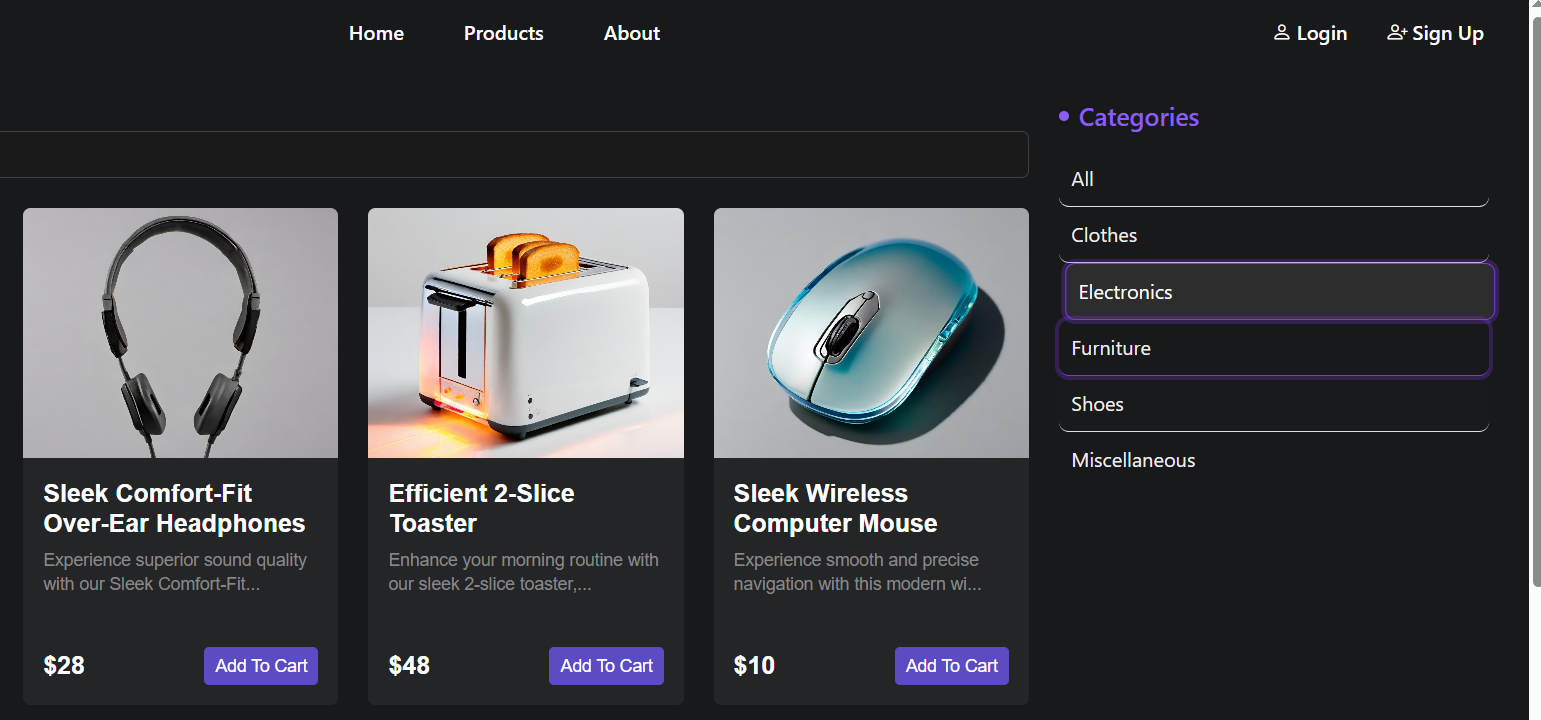 Home
Products
About
Login
Sign Up
Categories
All
Clothes
Electronics
Furniture
Shoes
Miscellaneous
Sleek Comfort-Fit
Over-Ear Headphones
Experience superior sound quality
with our Sleek Comfort-Fit...
$28
Add To Cart
Efficient 2-Slice
Toaster
Enhance your morning routine with
our sleek 2-slice toaster,...
$48
Add To Cart
Sleek Wireless
Computer Mouse
Experience smooth and precise
navigation with this modern wi...
$10
Add To Cart